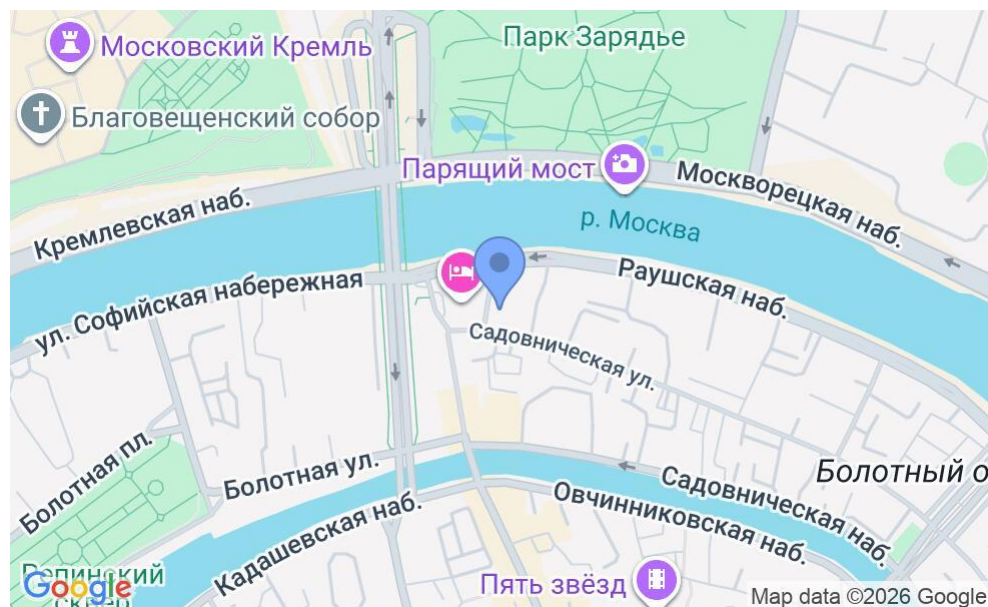 Парк Зарядье
Московский Кремль
Благовещенский собор
Парящий мост
Москворецкая наб.
Кремлевская наб.
р. Москва
Раушская наб.
ул. Софийская набережная
Садовническая ул.
Болотная пл.
Болотная ул.
Болотный о
Садовническая наб.
Овчинниковская наб.
Кадашевская наб.
Репинский
сквер
Google
Пять звёзд
Map data ©2026 Google